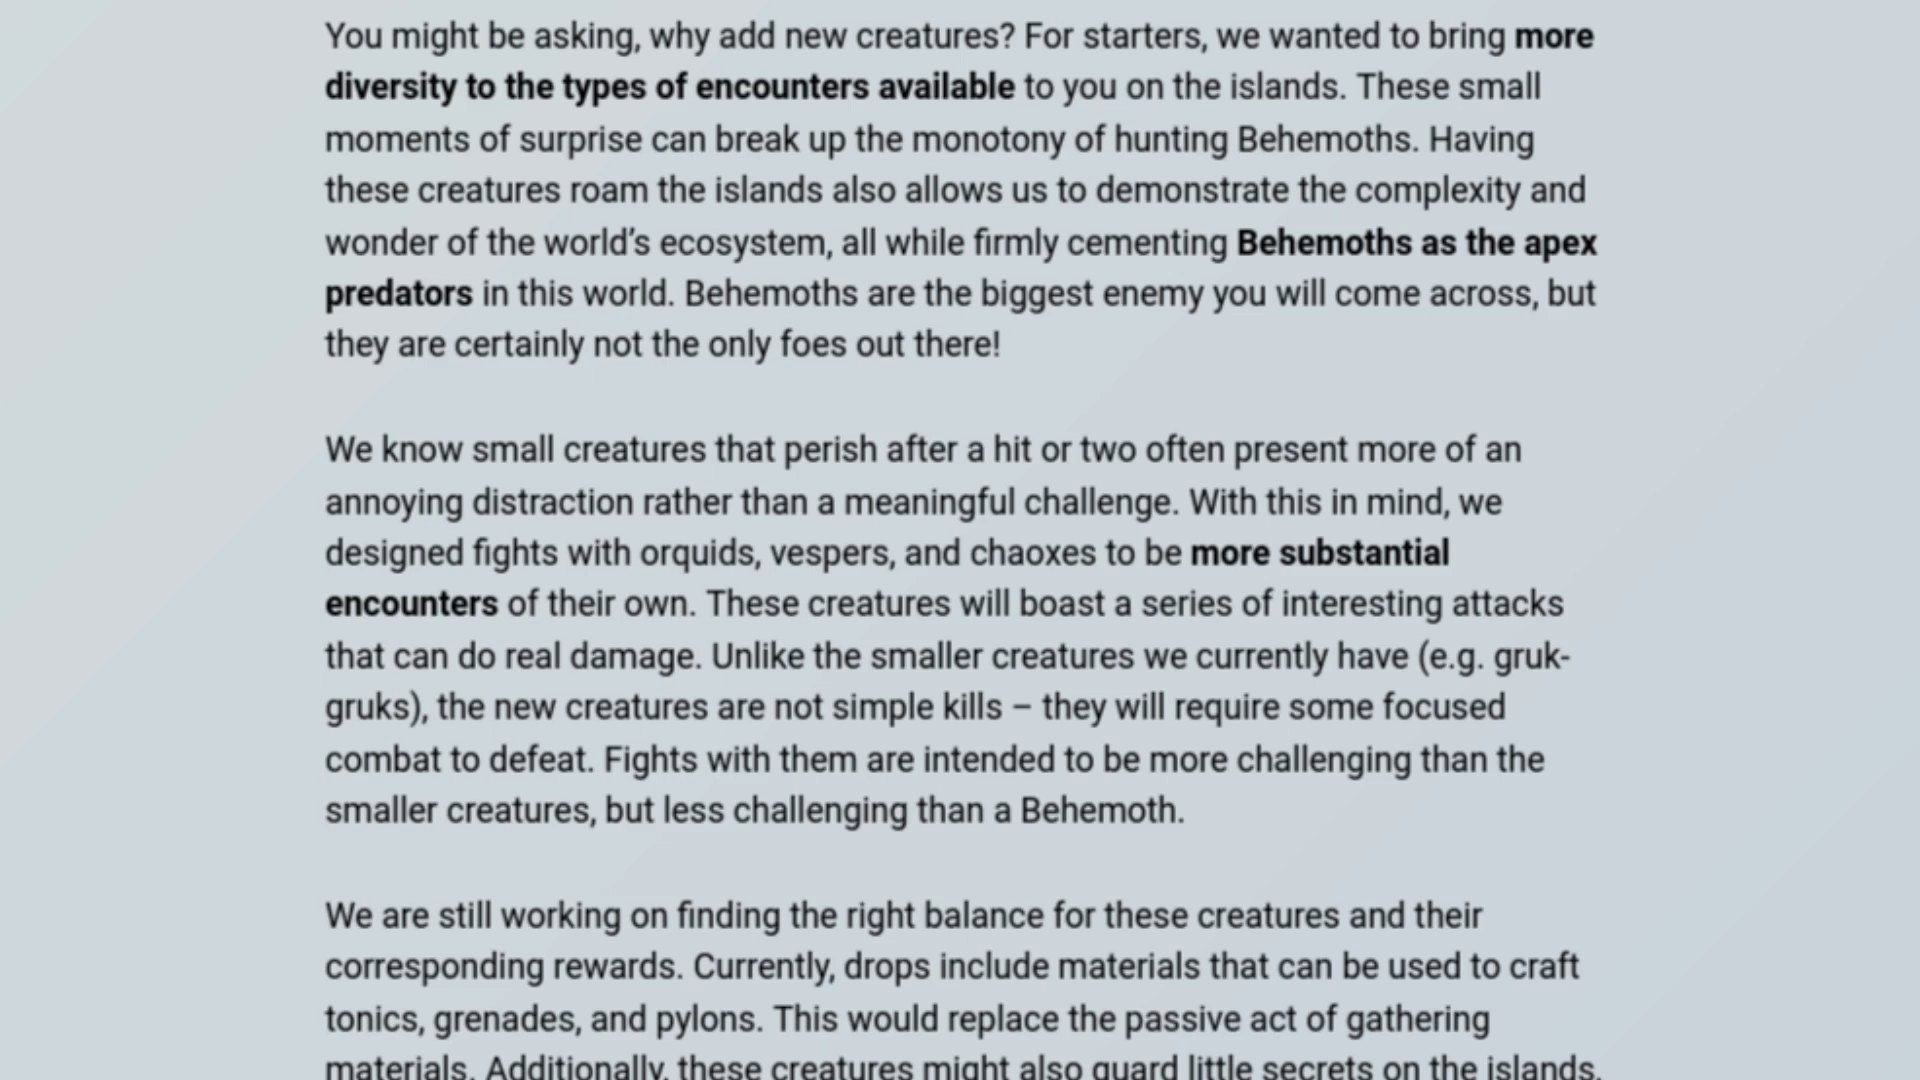 You might be asking, why add new creatures? For starters, we wanted to bring more
diversity to the types of encounters available to you on the islands. These small
moments of surprise can break up the monotony of hunting Behemoths. Having
these creatures roam the islands also allows us to demonstrate the complexity and
wonder of the world’s ecosystem, all while firmly cementing Behemoths as the apex
predators in this world. Behemoths are the biggest enemy you will come across, but
they are certainly not the only foes out there!
We know small creatures that perish after a hit or two often present more of an
annoying distraction rather than a meaningful challenge. With this in mind, we
designed fights with orquids, vespers, and chaoxes to be more substantial
encounters of their own. These creatures will boast a series of interesting attacks
that can do real damage. Unlike the smaller creatures we currently have (e.g. gruk-
gruks), the new creatures are not simple kills – they will require some focused
combat to defeat. Fights with them are intended to be more challenging than the
smaller creatures, but less challenging than a Behemoth.
We are still working on finding the right balance for these creatures and their
corresponding rewards. Currently, drops include materials that can be used to craft
tonics, grenades, and pylons. This would replace the passive act of gathering
materials. Additionally, these creatures might also guard little secrets on the islands.